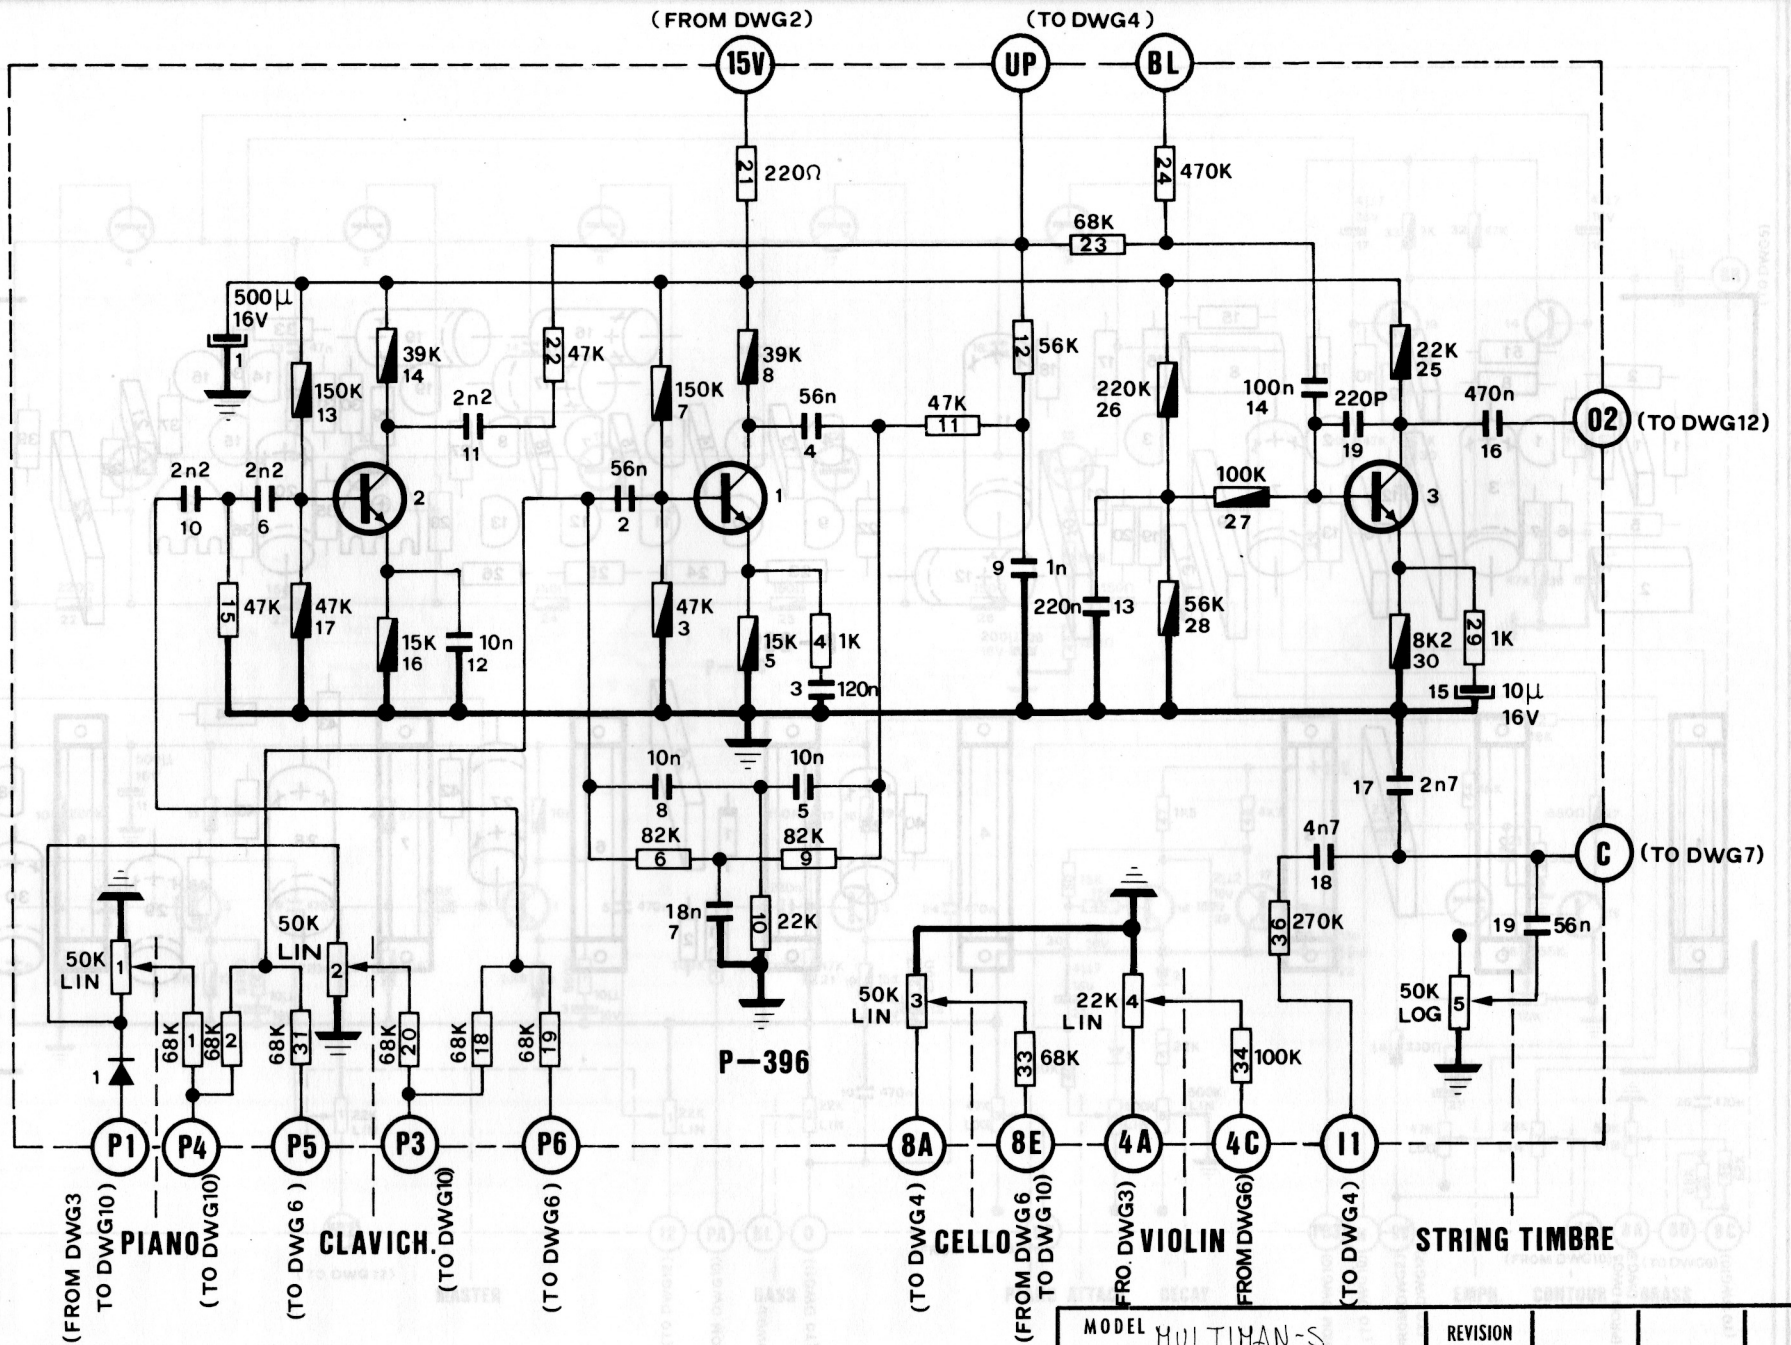 (FROM DWG2)
(TO DWG4)
15V
UP
BL
21
220Ω
24
470K
68K
23
500μ
16V
1
150K
13
39K
14
22
47K
150K
7
39K
8
12
56K
220K
26
100n
14
22K
25
2n2
11
56n
4
47K
11
220P
19
470n
16
02
(TO DWG12)
2n2
10
2n2
6
2
56n
2
1
100K
27
3
15
47K
47K
17
15K
16
10n
12
47K
3
15K
5
4
1K
3
120n
9
1n
220n
13
56K
28
8K2
30
29
1K
15
10μ
16V
10n
8
10n
5
82K
6
82K
9
17
2n7
4n7
18
C
(TO DWG7)
18n
7
10
22K
36
270K
19
56n
50K
LIN
1
50K
LIN
2
50K
LIN
3
22K
LIN
4
50K
LOG
5
68K
1
68K
2
68K
31
68K
20
68K
18
68K
19
33
68K
34
100K
1
P-396
P1
P4
P5
P3
P6
8A
8E
4A
4C
I1
(FROM DWG3
TO DWG10)
PIANO
(TO DWG10)
(TO DWG6)
CLAVICH.
(TO DWG10)
(TO DWG6)
(TO DWG4)
CELLO
(FROM DWG6
TO DWG10)
(FRO. DWG3)
VIOLIN
(FROM DWG6)
(TO DWG4)
STRING TIMBRE
MODEL
MULTIMAN-S
REVISION